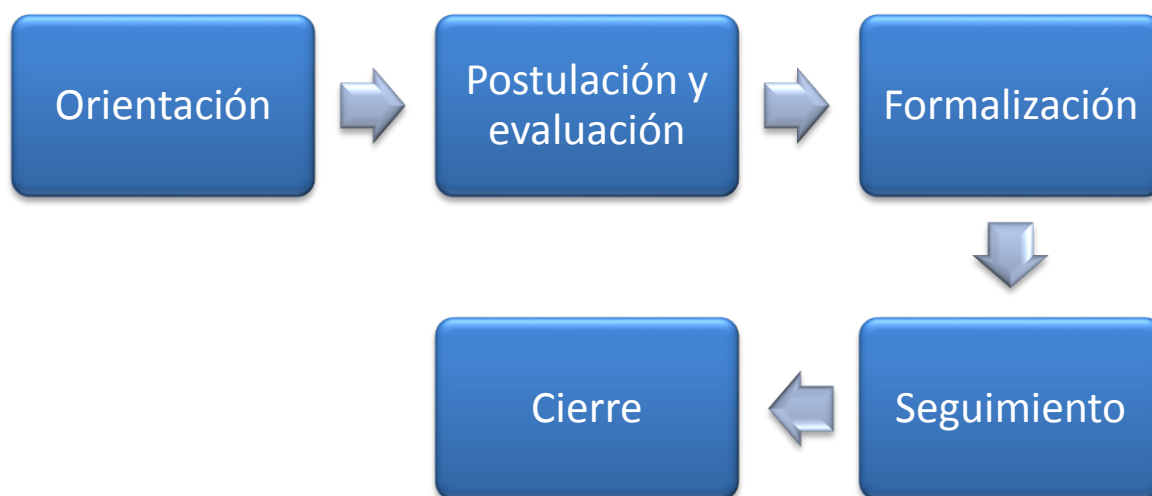 Orientación
Postulación y
evaluación
Formalización
Seguimiento
Cierre